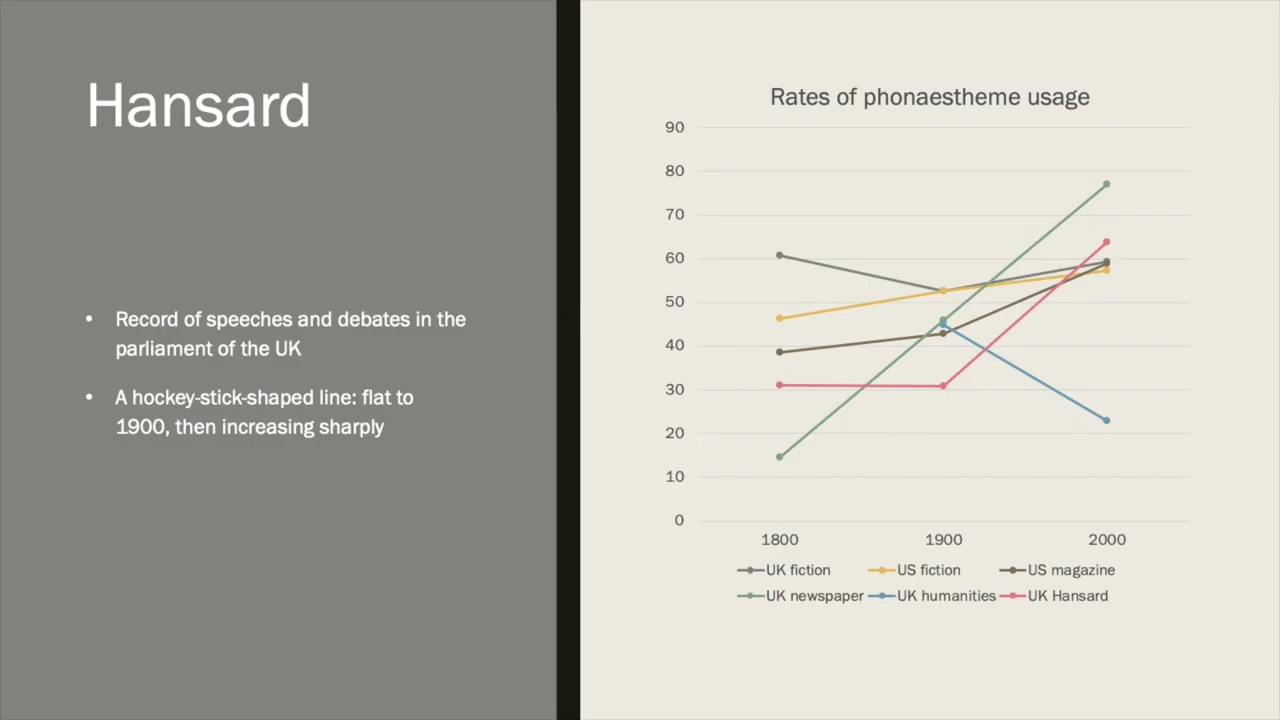 Hansard
• Record of speeches and debates in the
parliament of the UK
• A hockey-stick-shaped line: flat to
1900, then increasing sharply
Rates of phonaestheme usage
90
80
70
60
50
40
30
20
10
0
1800 1900 2000
UK fiction US fiction US magazine
UK newspaper UK humanities UK Hansard